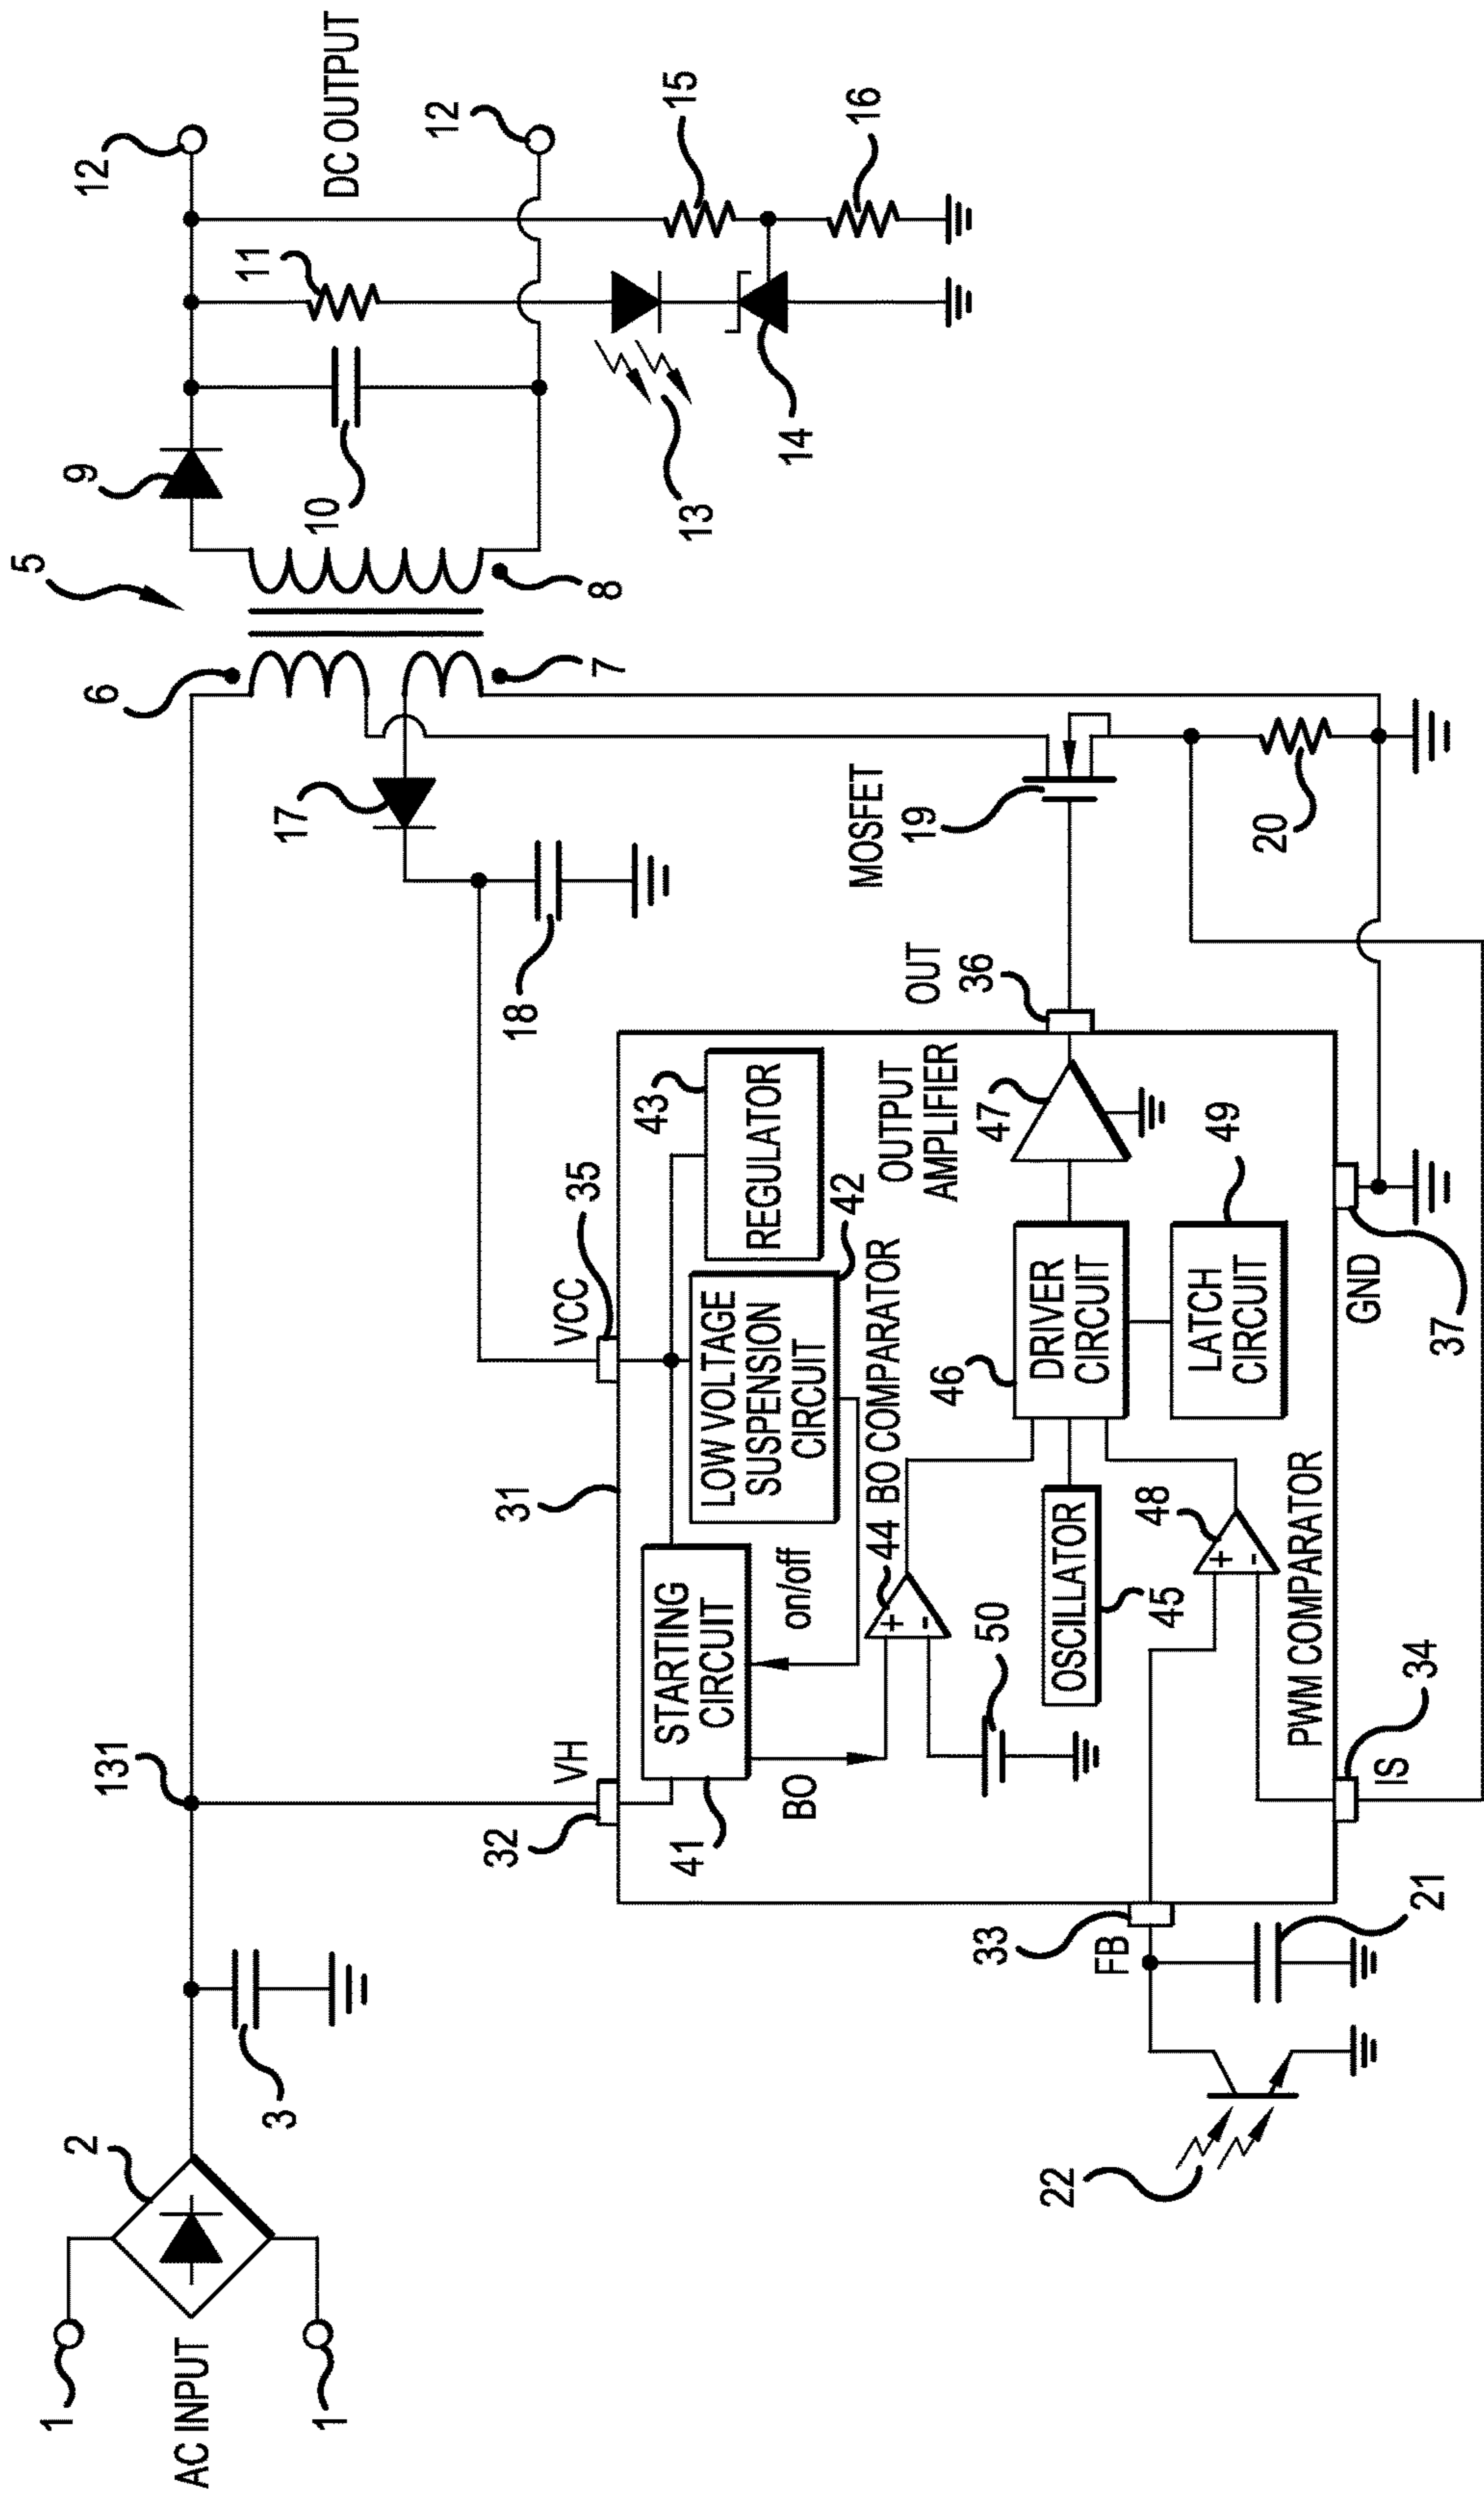 5
12
9
6
131
2
1
DC OUTPUT
12
11
10
8
7
17
3
AC INPUT
1
15
16
14
13
18
VCC
35
31
VH
32
43
REGULATOR
42
LOW VOLTAGE
SUSPENSION
CIRCUIT
STARTING
CIRCUIT
41
on/off
BO
MOSFET
19
OUT
36
OUTPUT
AMPLIFIER
47
44 BO COMPARATOR
+
-
50
46
DRIVER
CIRCUIT
OSCILLATOR
45
33
FB
22
20
49
LATCH
CIRCUIT
48
+
-
PWM COMPARATOR
GND
37
34
IS
21